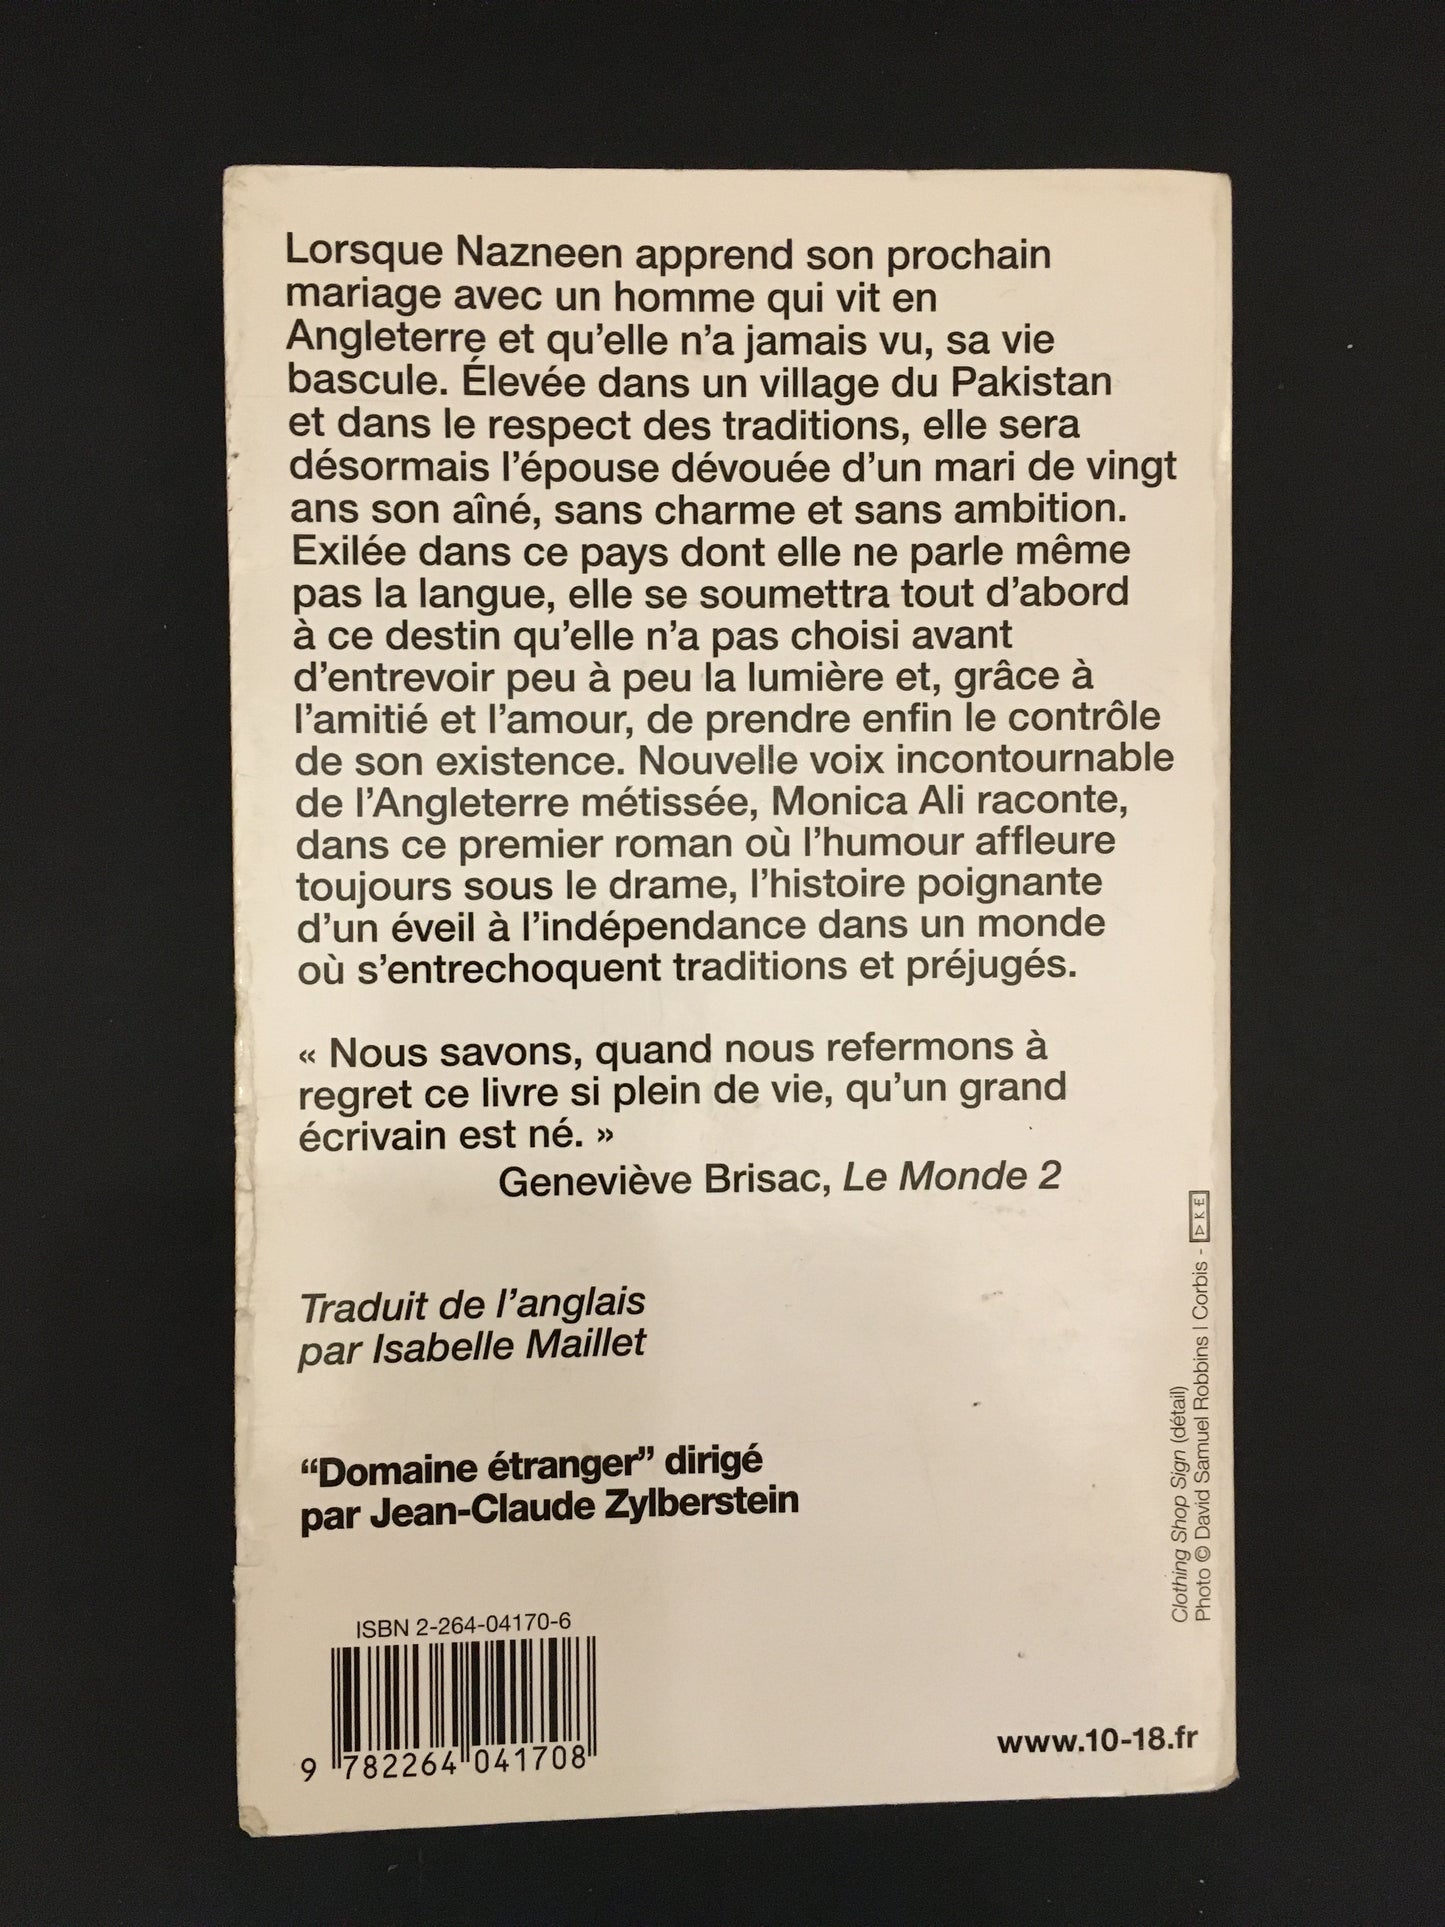 Lorsque Nazneen apprend son prochain
mariage avec un homme qui vit en
Angleterre et qu’elle n’a jamais vu, sa vie
bascule. Élevée dans un village du Pakistan
et dans le respect des traditions, elle sera
désormais l’épouse dévouée d’un mari de vingt
ans son aîné, sans charme et sans ambition.
Exilée dans ce pays dont elle ne parle même
pas la langue, elle se soumettra tout d’abord
à ce destin qu’elle n’a pas choisi avant
d’entrevoir peu à peu la lumière et, grâce à
l’amitié et l’amour, de prendre enfin le contrôle
de son existence. Nouvelle voix incontournable
de l’Angleterre métissée, Monica Ali raconte,
dans ce premier roman où l’humour affleure
toujours sous le drame, l’histoire poignante
d’un éveil à l’indépendance dans un monde
où s’entrechoquent traditions et préjugés.
« Nous savons, quand nous refermons à
regret ce livre si plein de vie, qu’un grand
écrivain est né. »
Geneviève Brisac, Le Monde 2
Traduit de l’anglais
par Isabelle Maillet
“Domaine étranger” dirigé
par Jean-Claude Zylberstein
ISBN 2-264-04170-6
9 782264 041708
www.10-18.fr
Clothing Shop Sign (détail)
Photo © David Samuel Robbins | Corbis -